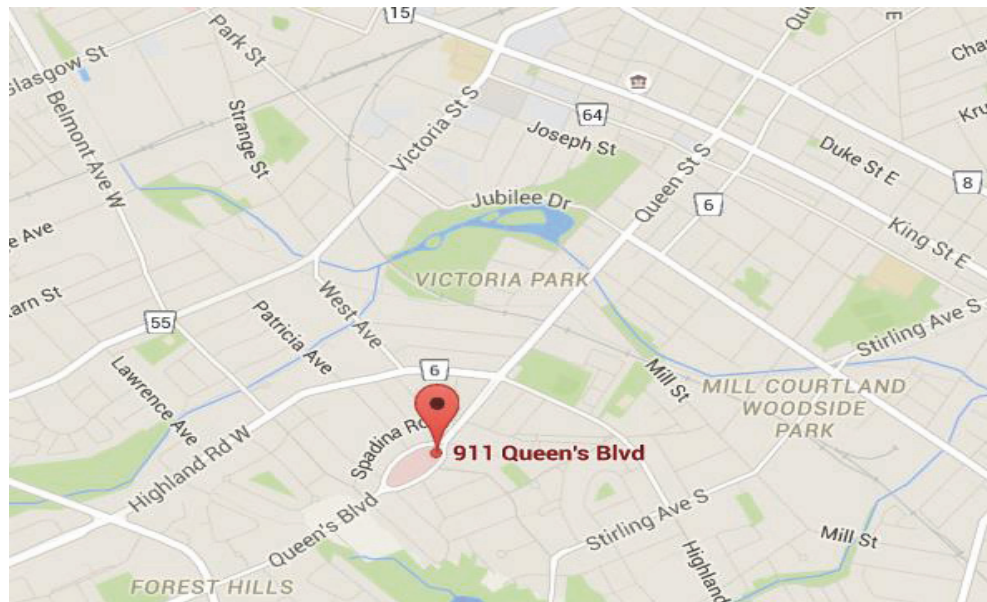 15
Que
E
Park St
Glasgow St
Cha
Belmont Ave W
Strange St
Victoria St S
64
Joseph St
Kru
Duke St E
8
Queen St S
Jubilee Dr
6
King St E
e Ave
VICTORIA PARK
arn St
West Ave
55
Patricia Ave
Stirling Ave S
6
Mill St
Lawrence Ave
MILL COURTLAND
WOODSIDE
PARK
Spadina Rd
911 Queen's Blvd
Highland Rd W
Queen's Blvd
Stirling Ave S
Mill St
Highland
FOREST HILLS